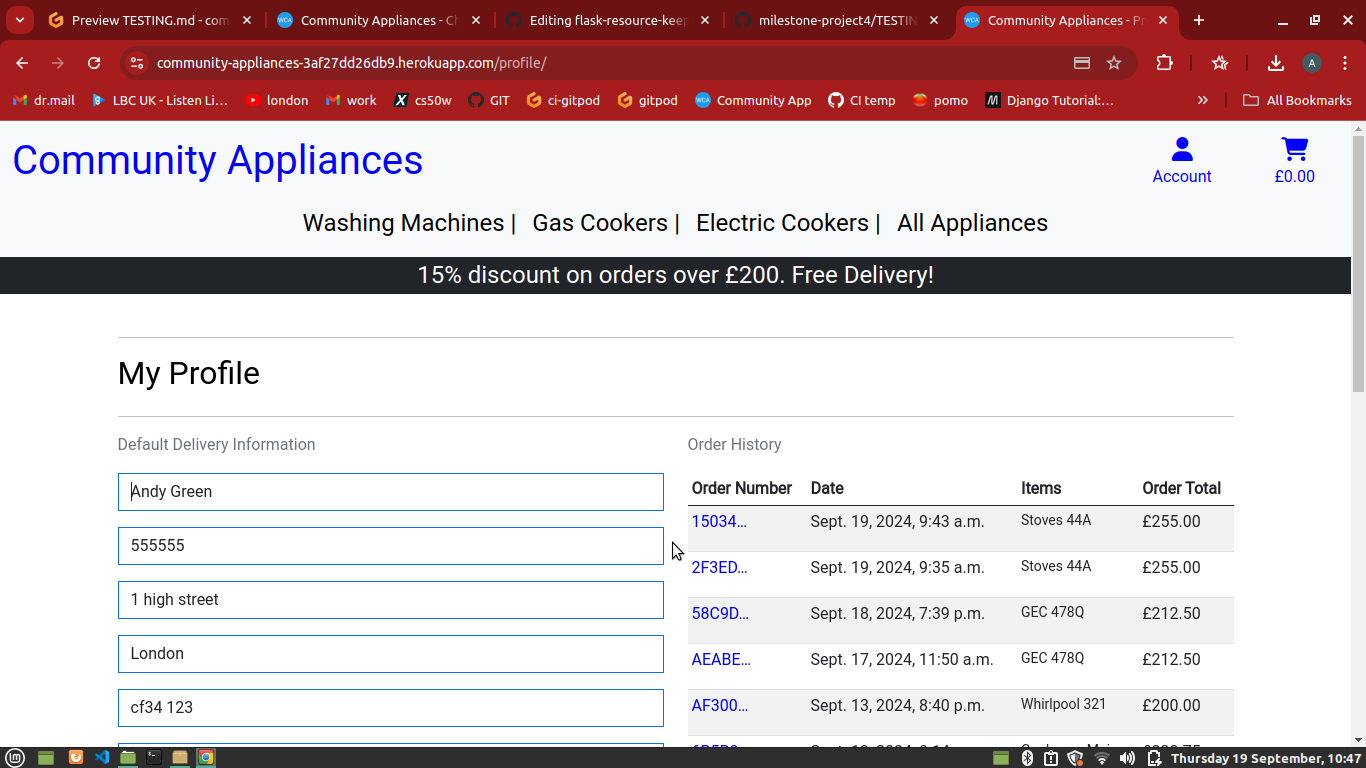 Preview TESTING.md - com
Community Appliances - Ch
Editing flask-resource-keep
milestone-project4/TESTIN
Community Appliances - Pr
community-appliances-3af27dd26db9.herokuapp.com/profile/
A
dr.mail
LBC UK - Listen Li...
london
work
cs50w
GIT
ci-gitpod
gitpod
WCA
Community App
CI temp
pomo
Django Tutorial:...
All Bookmarks
Community Appliances
Account
£0.00
Washing Machines |
Gas Cookers |
Electric Cookers |
All Appliances
15% discount on orders over £200. Free Delivery!
My Profile
Default Delivery Information
Andy Green
555555
1 high street
London
cf34 123
Order History
Order Number Date Items Order Total
15034... Sept. 19, 2024, 9:43 a.m. Stoves 44A £255.00
2F3ED... Sept. 19, 2024, 9:35 a.m. Stoves 44A £255.00
58C9D... Sept. 18, 2024, 7:39 p.m. GEC 478Q £212.50
AEABE... Sept. 17, 2024, 11:50 a.m. GEC 478Q £212.50
AF300... Sept. 13, 2024, 8:40 p.m. Whirlpool 321 £200.00
Thursday 19 September, 10:47